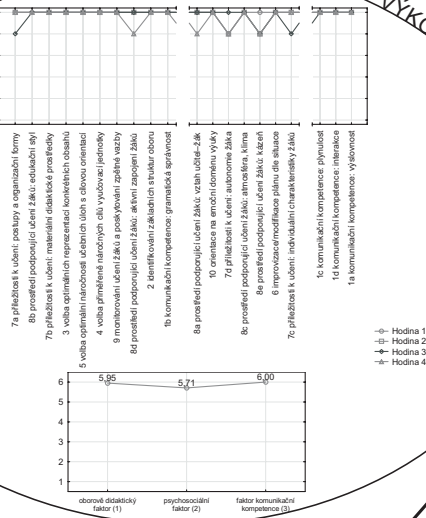 VÝKO
7a příležitosti k učení: postupy a organizační formy
8b prostředí podporující učení žáků: edukační styl
7b příležitosti k učení: materiální didaktické prostředky
3 volba optimálních reprezentací konkrétních obsahů
5 volba optimální náročnosti učebních úloh s cílovou orientací
4 volba přiměřeně náročných cílů vyučovací jednotky
9 monitorování učení žáků a poskytování zpětné vazby
8d prostředí podporující učení žáků: aktivní zapojení žáků
2 identifikování základních struktur oboru
1b komunikační kompetence: gramatická správnost
8a prostředí podporující učení žáků: vztah učitel–žák
10 orientace na emoční doménu výuky
7d příležitosti k učení: autonomie žáka
8c prostředí podporující učení žáků: atmosféra, klima
8e prostředí podporující učení žáků: kázeň
6 improvizace/modifikace plánu dle situace
7c příležitosti k učení: individuální charakteristiky žáků
1c komunikační kompetence: plynulost
1d komunikační kompetence: interakce
1a komunikační kompetence: výslovnost
Hodina 1
Hodina 2
Hodina 3
Hodina 4
6
5
4
3
2
1
5,95
5,71
6,00
oborově didaktický
faktor (1)
psychosociální
faktor (2)
faktor komunikační
kompetence (3)